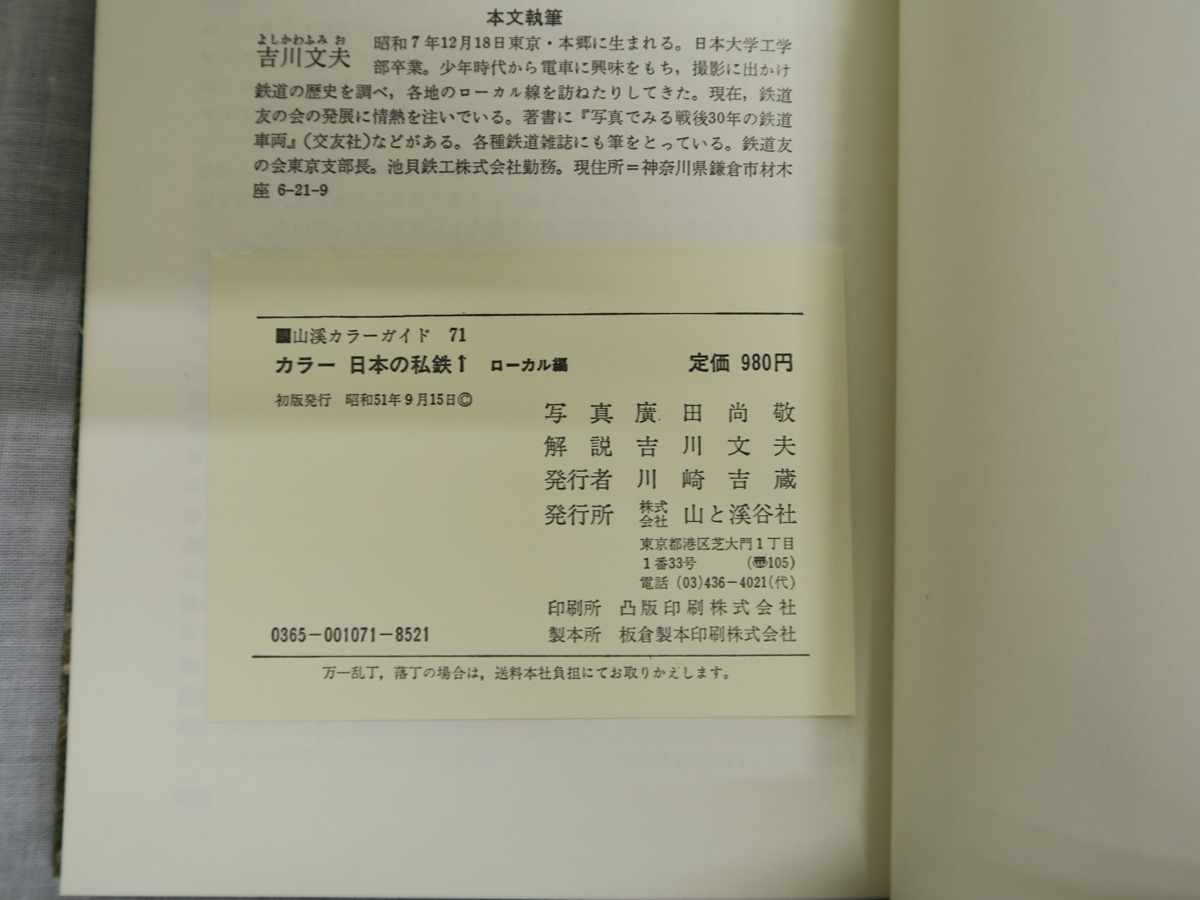 本文執筆
よしかわふみお
吉川文夫 昭和7年12月18日東京・本郷に生まれる。日本大学工学
部卒業。少年時代から電車に興味をもち，撮影に出かけ
鉄道の歴史を調べ，各地のローカル線を訪ねたりしてきた。現在，鉄道
友の会の発展に情熱を注いでいる。著書に『写真でみる戦後30年の鉄道
車両』（交友社）などがある。各種鉄道雑誌にも筆をとっている。鉄道友
の会東京支部長。池貝鉄工株式会社勤務。現住所＝神奈川県鎌倉市材木
座 6−21−9
山溪カラーガイド 71
カラー 日本の私鉄1 ローカル編 定価 980円
初版発行 昭和51年9月15日©
写真 廣田尚敬
解説 吉川文夫
発行者 川崎吉蔵
発行所 株式会社 山と溪谷社
東京都港区芝大門1丁目
1番33号 (〠105)
電話 (03)436−4021(代)
印刷所 凸版印刷株式会社
0365−001071−8521 製本所 板倉製本印刷株式会社
万一乱丁，落丁の場合は，送料本社負担にてお取りかえします。